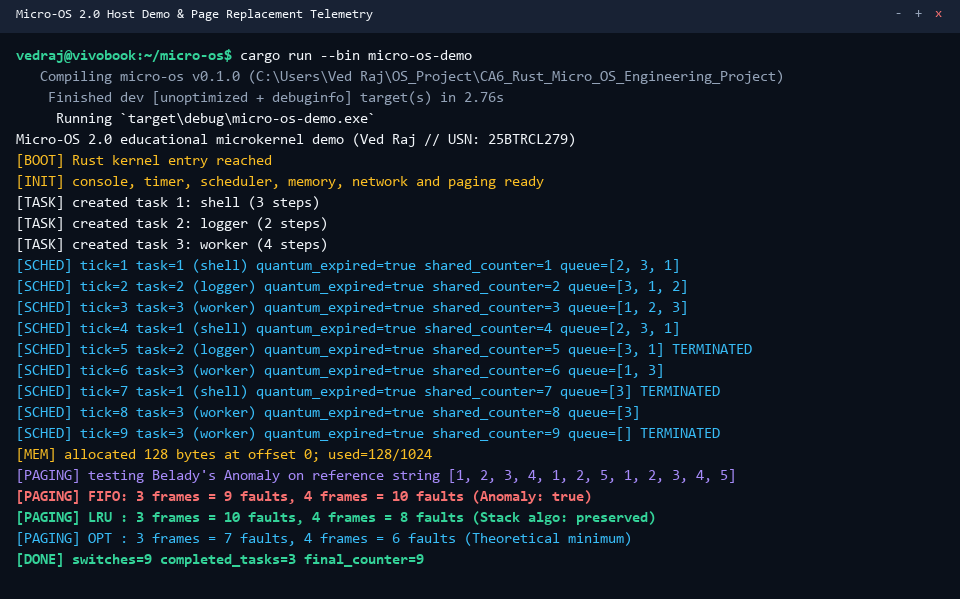 Micro-OS 2.0 Host Demo & Page Replacement Telemetry - + x
vedraj@vivobook:~/micro-os$ cargo run --bin micro-os-demo
Compiling micro-os v0.1.0 (C:\Users\Ved Raj\OS_Project\CA6_Rust_Micro_OS_Engineering_Project)
Finished dev [unoptimized + debuginfo] target(s) in 2.76s
Running `target\debug\micro-os-demo.exe`
Micro-OS 2.0 educational microkernel demo (Ved Raj // USN: 25BTRCL279)
[BOOT] Rust kernel entry reached
[INIT] console, timer, scheduler, memory, network and paging ready
[TASK] created task 1: shell (3 steps)
[TASK] created task 2: logger (2 steps)
[TASK] created task 3: worker (4 steps)
[SCHED] tick=1 task=1 (shell) quantum_expired=true shared_counter=1 queue=[2, 3, 1]
[SCHED] tick=2 task=2 (logger) quantum_expired=true shared_counter=2 queue=[3, 1, 2]
[SCHED] tick=3 task=3 (worker) quantum_expired=true shared_counter=3 queue=[1, 2, 3]
[SCHED] tick=4 task=1 (shell) quantum_expired=true shared_counter=4 queue=[2, 3, 1]
[SCHED] tick=5 task=2 (logger) quantum_expired=true shared_counter=5 queue=[3, 1] TERMINATED
[SCHED] tick=6 task=3 (worker) quantum_expired=true shared_counter=6 queue=[1, 3]
[SCHED] tick=7 task=1 (shell) quantum_expired=true shared_counter=7 queue=[3] TERMINATED
[SCHED] tick=8 task=3 (worker) quantum_expired=true shared_counter=8 queue=[3]
[SCHED] tick=9 task=3 (worker) quantum_expired=true shared_counter=9 queue=[] TERMINATED
[MEM] allocated 128 bytes at offset 0; used=128/1024
[PAGING] testing Belady's Anomaly on reference string [1, 2, 3, 4, 1, 2, 5, 1, 2, 3, 4, 5]
[PAGING] FIFO: 3 frames = 9 faults, 4 frames = 10 faults (Anomaly: true)
[PAGING] LRU : 3 frames = 10 faults, 4 frames = 8 faults (Stack algo: preserved)
[PAGING] OPT : 3 frames = 7 faults, 4 frames = 6 faults (Theoretical minimum)
[DONE] switches=9 completed_tasks=3 final_counter=9